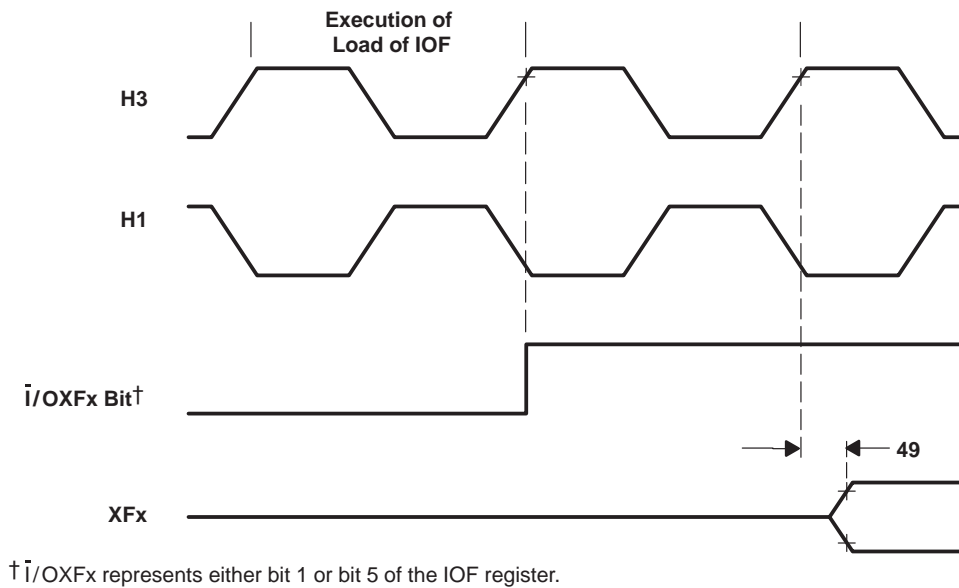 Execution of
Load of IOF
H3
H1
Ī/OXFx Bit†
49
XFx
† Ī/OXFx represents either bit 1 or bit 5 of the IOF register.